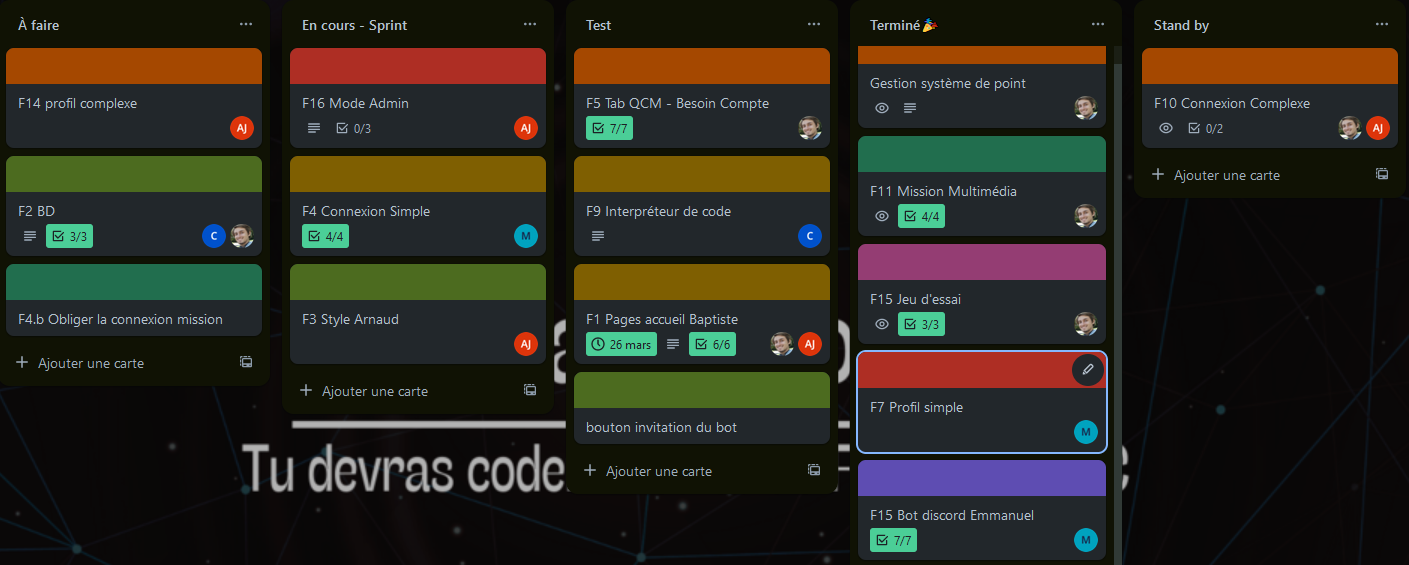 À faire
F14 profil complexe
AJ
F2 BD
3/3
C
F4.b Obliger la connexion mission
Ajouter une carte
En cours - Sprint
F16 Mode Admin
0/3
AJ
F4 Connexion Simple
4/4
M
F3 Style Arnaud
AJ
Ajouter une carte
Test
F5 Tab QCM - Besoin Compte
7/7
F9 Interpréteur de code
C
F1 Pages accueil Baptiste
26 mars
6/6
AJ
bouton invitation du bot
Ajouter une carte
Terminé🎉
Gestion système de point
F11 Mission Multimédia
4/4
F15 Jeu d'essai
3/3
F7 Profil simple
M
F15 Bot discord Emmanuel
7/7
M
Stand by
F10 Connexion Complexe
0/2
AJ
Ajouter une carte
Tu devras code